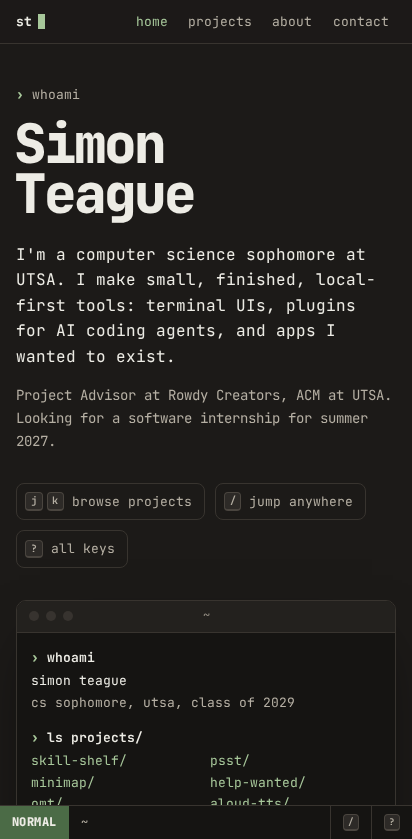 st
home projects about contact
› whoami
Simon
Teague
I'm a computer science sophomore at
UTSA. I make small, finished, local-
first tools: terminal UIs, plugins
for AI coding agents, and apps I
wanted to exist.
Project Advisor at Rowdy Creators, ACM at UTSA.
Looking for a software internship for summer
2027.
j k browse projects / jump anywhere
? all keys
~
› whoami
simon teague
cs sophomore, utsa, class of 2029
› ls projects/
skill-shelf/ psst/
minimap/ help-wanted/
omt/ aloud-tts/
NORMAL ~ / ?